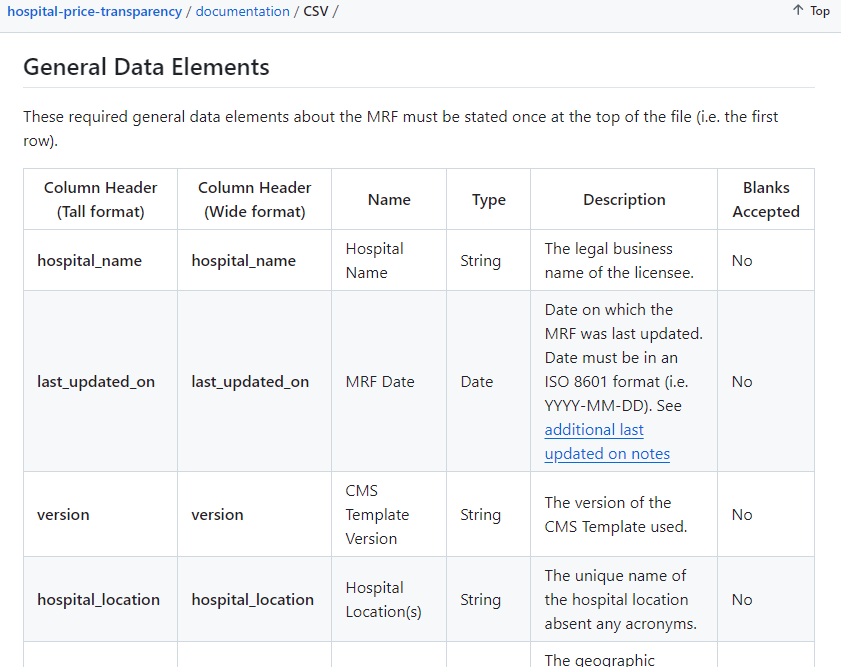 hospital-price-transparency / documentation / CSV /
↑ Top
General Data Elements
These required general data elements about the MRF must be stated once at the top of the file (i.e. the first
row).
Column Header
(Tall format)
Column Header
(Wide format)
Name
Type
Description
Blanks
Accepted
hospital_name
hospital_name
Hospital
Name
String
The legal business
name of the licensee.
No
last_updated_on
last_updated_on
MRF Date
Date
Date on which the
MRF was last updated.
Date must be in an
ISO 8601 format (i.e.
YYYY-MM-DD). See
additional last
updated on notes
No
version
version
CMS
Template
Version
String
The version of the
CMS Template used.
No
hospital_location
hospital_location
Hospital
Location(s)
String
The unique name of
the hospital location
absent any acronyms.
No
The geographic